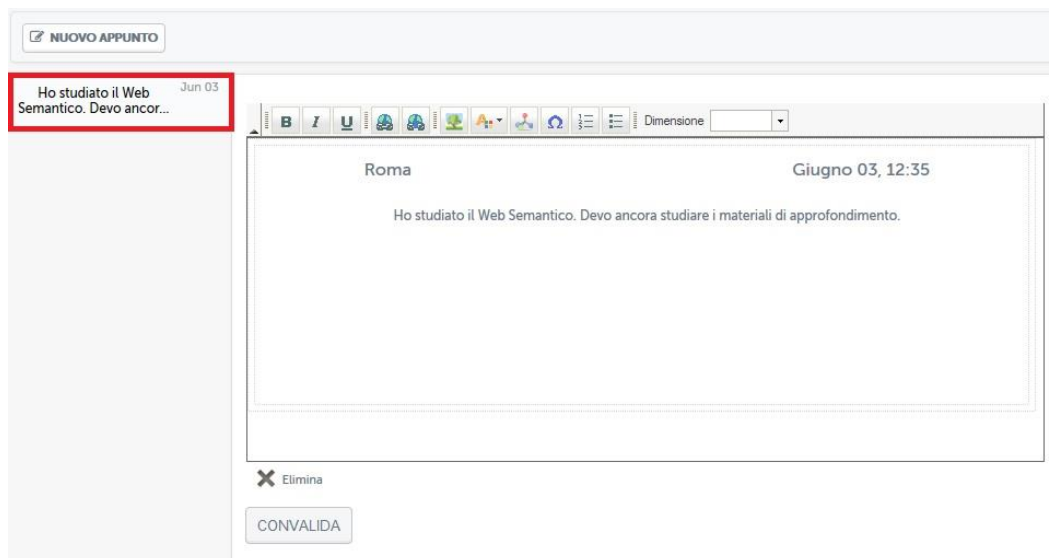 NUOVO APPUNTO
Ho studiato il Web Jun 03
Semantico. Devo ancor...
B I U A Ω Dimensione
Roma Giugno 03, 12:35
Ho studiato il Web Semantico. Devo ancora studiare i materiali di approfondimento.
Elimina
CONVALIDA